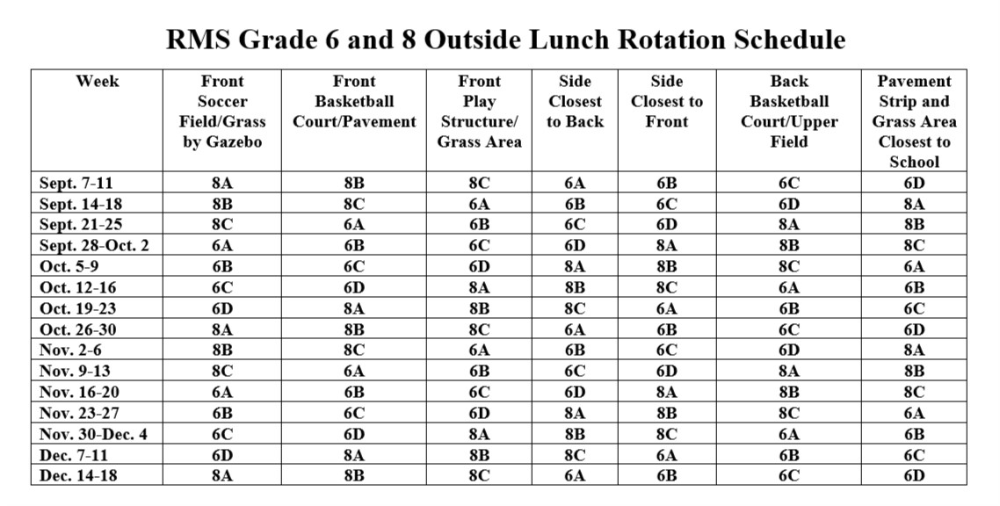 RMS Grade 6 and 8 Outside Lunch Rotation Schedule
Week Front Soccer Field/Grass by Gazebo Front Basketball Court/Pavement Front Play Structure/ Grass Area Side Closest to Back Side Closest to Front Back Basketball Court/Upper Field Pavement Strip and Grass Area Closest to School
Sept. 7-11 8A 8B 8C 6A 6B 6C 6D
Sept. 14-18 8B 8C 6A 6B 6C 6D 8A
Sept. 21-25 8C 6A 6B 6C 6D 8A 8B
Sept. 28-Oct. 2 6A 6B 6C 6D 8A 8B 8C
Oct. 5-9 6B 6C 6D 8A 8B 8C 6A
Oct. 12-16 6C 6D 8A 8B 8C 6A 6B
Oct. 19-23 6D 8A 8B 8C 6A 6B 6C
Oct. 26-30 8A 8B 8C 6A 6B 6C 6D
Nov. 2-6 8B 8C 6A 6B 6C 6D 8A
Nov. 9-13 8C 6A 6B 6C 6D 8A 8B
Nov. 16-20 6A 6B 6C 6D 8A 8B 8C
Nov. 23-27 6B 6C 6D 8A 8B 8C 6A
Nov. 30-Dec. 4 6C 6D 8A 8B 8C 6A 6B
Dec. 7-11 6D 8A 8B 8C 6A 6B 6C
Dec. 14-18 8A 8B 8C 6A 6B 6C 6D